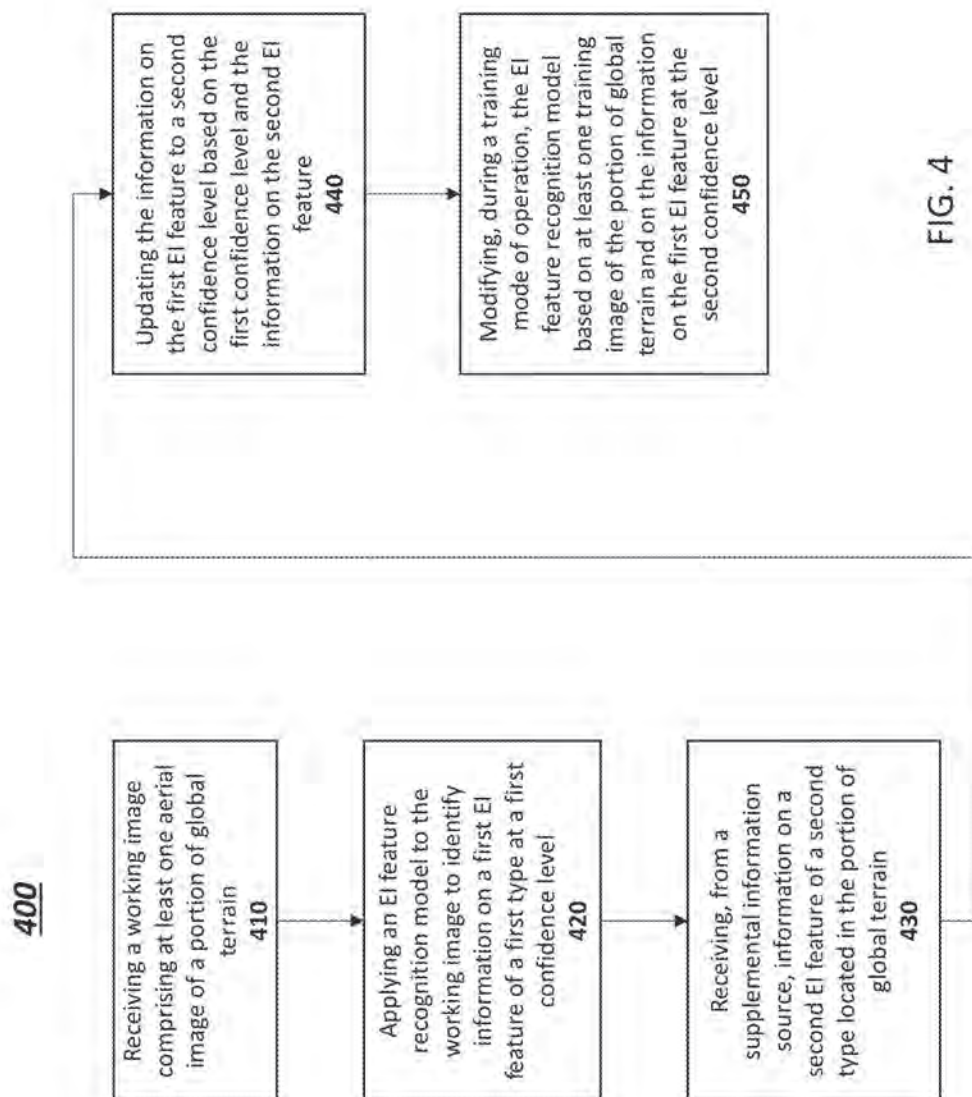 400
Receiving a working image
comprising at least one aerial
image of a portion of global
terrain
410
Applying an EI feature
recognition model to the
working image to identify
information on a first EI
feature of a first type at a first
confidence level
420
Receiving, from a
supplemental information
source, information on a
second EI feature of a second
type located in the portion of
global terrain
430
Updating the information on
the first EI feature to a second
confidence level based on the
first confidence level and the
information on the second EI
feature
440
Modifying, during a training
mode of operation, the EI
feature recognition model
based on at least one training
image of the portion of global
terrain and on the information
on the first EI feature at the
second confidence level
450
FIG. 4